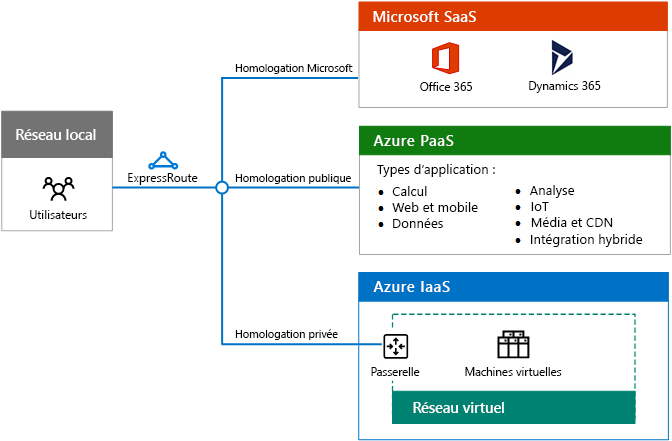 Réseau local
Utilisateurs
ExpressRoute
Homologation Microsoft
Homologation publique
Homologation privée
Microsoft SaaS
Office 365
Dynamics 365
Azure PaaS
Types d'application :
• Calcul
• Web et mobile
• Données
• Analyse
• IoT
• Média et CDN
• Intégration hybride
Azure IaaS
Passerelle
Machines virtuelles
Réseau virtuel